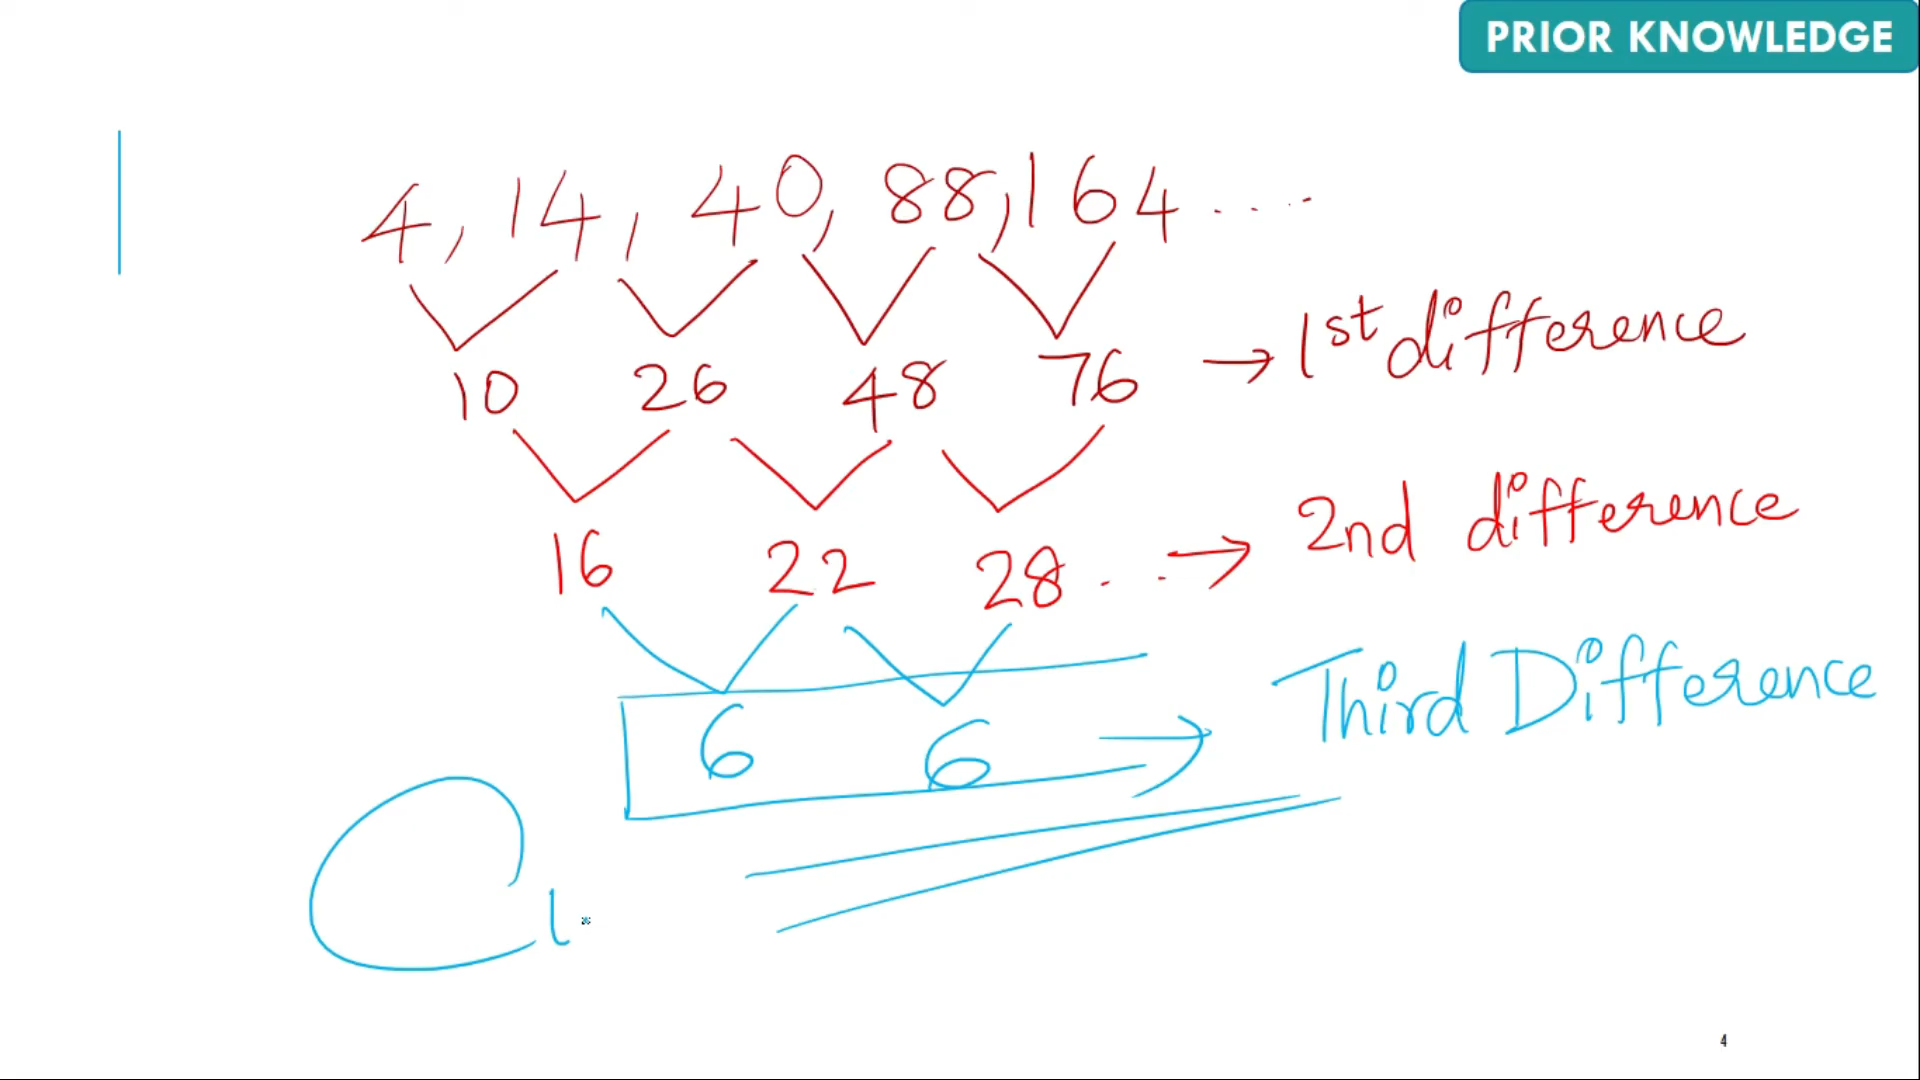 PRIOR KNOWLEDGE
4, 14, 40, 88, 164 ....
10 26 48 76 → 1st difference
16 22 28 .. → 2nd difference
6 6 → Third Difference
4